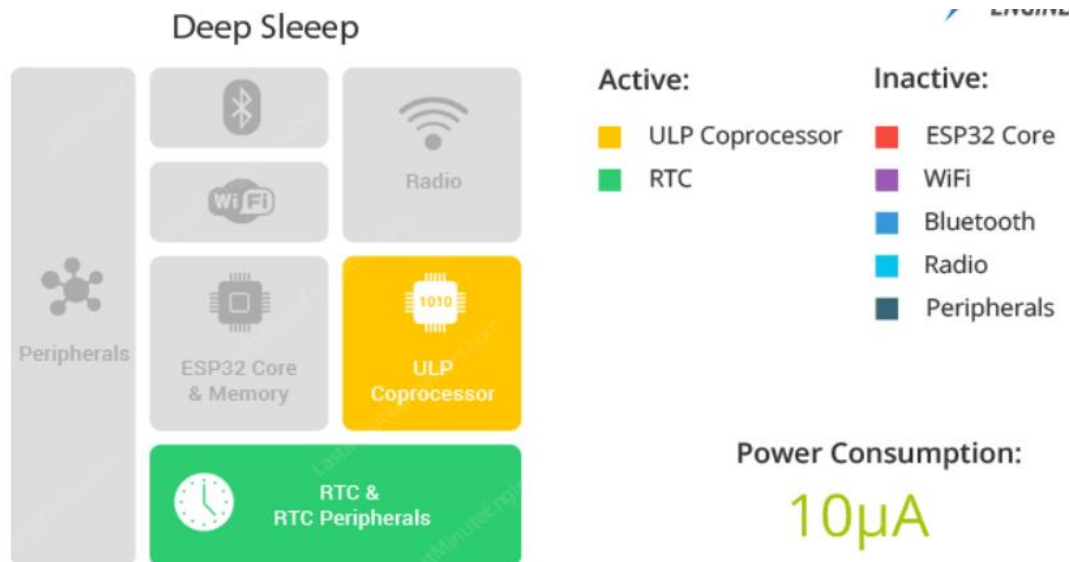 Deep Sleeep
Peripherals
WiFi
Radio
ESP32 Core
& Memory
1010
ULP
Coprocessor
RTC &
RTC Peripherals
Active:
ULP Coprocessor
RTC
Inactive:
ESP32 Core
WiFi
Bluetooth
Radio
Peripherals
Power Consumption:
10µA